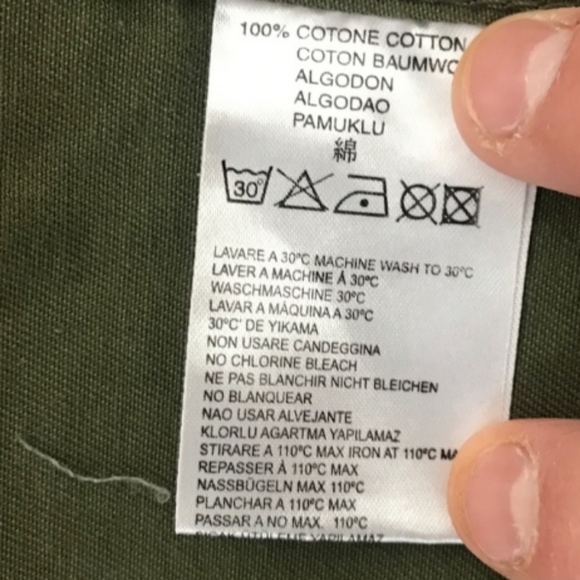 100% COTONE COTTON
COTON
ALGODON
ALGODAO
PAMUKLU
綿
30°
LAVARE A 30°C MACHINE WASH TO 30°C
LAVER A MACHINE Á 30°C
WASCHMASCHINE 30°C
LAVAR A MÁQUINA A 30°C
30°C' DE YIKAMA
NON USARE CANDEGGINA
NO CHLORINE BLEACH
NE PAS BLANCHIR NICHT BLEICHEN
NO BLANQUEAR
NAO USAR ALVEJANTE
KLORLU AGARTMA YAPILAMAZ
STIRARE A 110°C MAX IRON AT 110°C
REPASSER À 110°C MAX
NASSBÜGELN MAX 110°C
PLANCHAR A 110°C MAX
PASSAR A NO MAX. 110°C